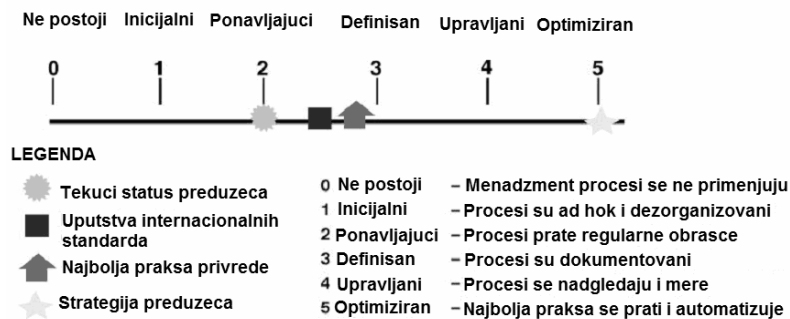 Ne postoji Inicijalni Ponavljajuci Definisan Upravljani Optimiziran
0 1 2 3 4 5
LEGENDA
Tekuci status preduzeca
Uputstva internacionalnih
standarda
Najbolja praksa privrede
Strategija preduzeca
0 Ne postoji – Menadzment procesi se ne primenjuju
1 Inicijalni – Procesi su ad hok i dezorganizovani
2 Ponavljajuci – Procesi prate regularne obrasce
3 Definisan – Procesi su dokumentovani
4 Upravljani – Procesi se nadgledaju i mere
5 Optimiziran – Najbolja praksa se prati i automatizuje